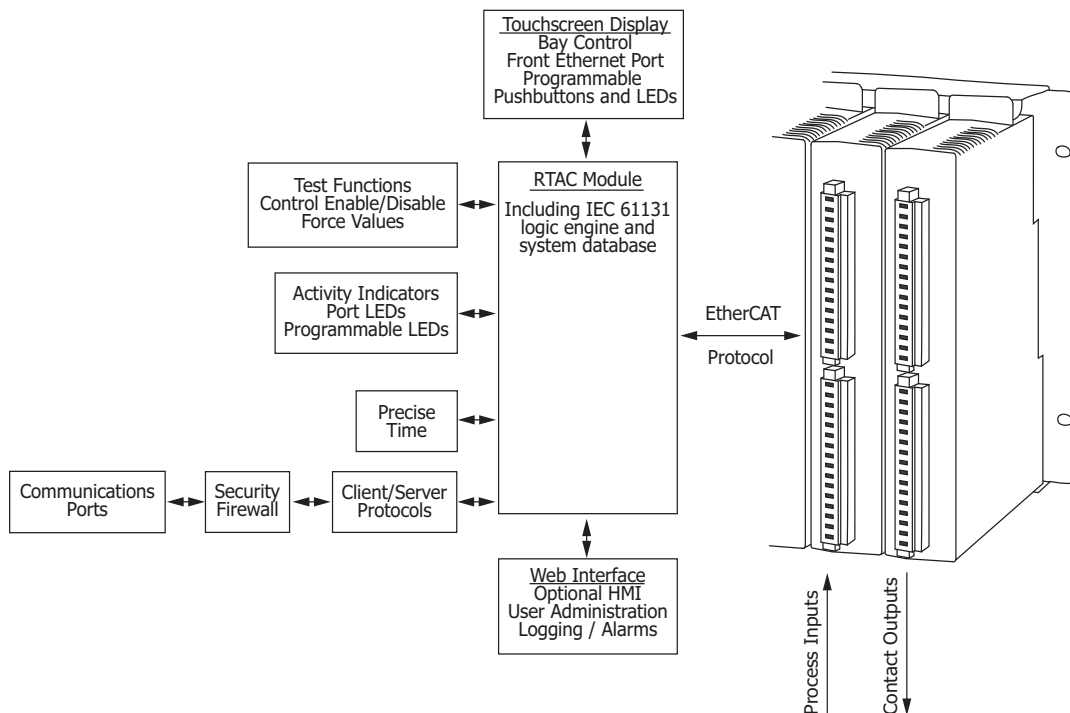 Touchscreen Display
Bay Control
Front Ethernet Port
Programmable
Pushbuttons and LEDs
Test Functions
Control Enable/Disable
Force Values
RTAC Module
Including IEC 61131
logic engine and
system database
Activity Indicators
Port LEDs
Programmable LEDs
EtherCAT
Protocol
Precise
Time
Communications
Ports
Security
Firewall
Client/Server
Protocols
Web Interface
Optional HMI
User Administration
Logging / Alarms
Process Inputs
Contact Outputs